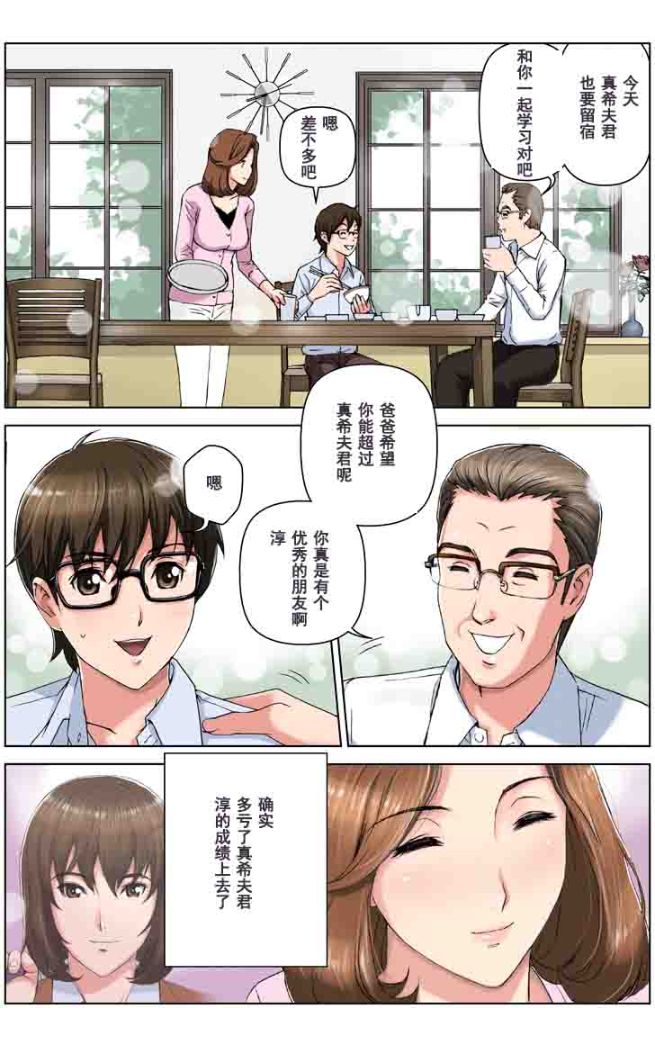 今天
真希夫君
也要留宿
和你一起学习对吧
嗯
差不多吧
爸爸希望
你能超过
真希夫君呢
你真是有个
优秀的朋友啊
淳
嗯
确实
多亏了真希夫君
淳的成绩上去了